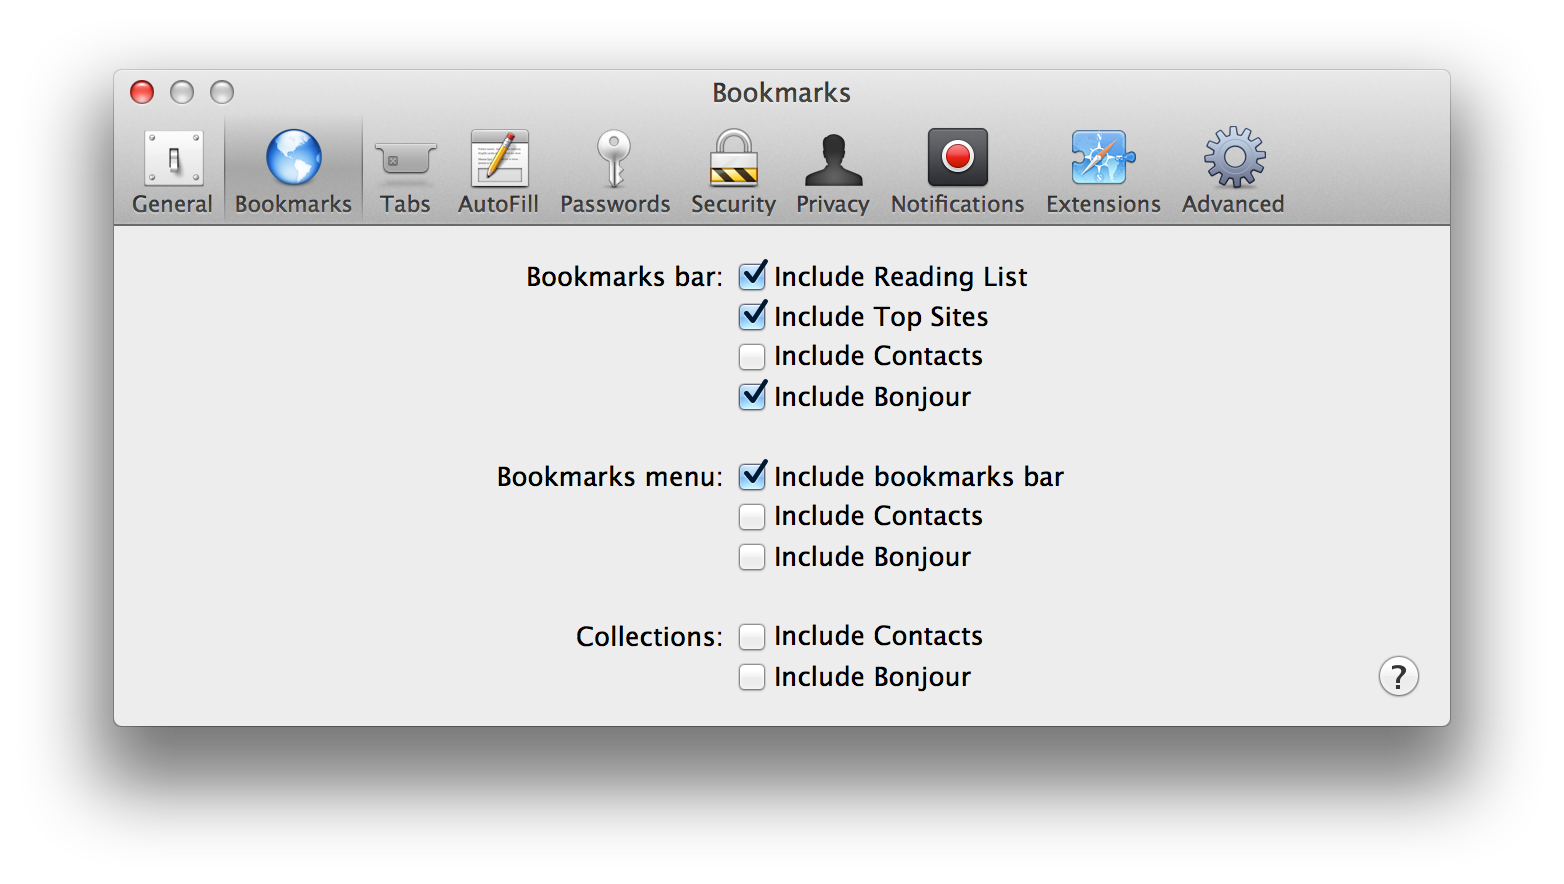 Bookmarks
General Bookmarks Tabs AutoFill Passwords Security Privacy Notifications Extensions Advanced
Bookmarks bar: Include Reading List
Include Top Sites
Include Contacts
Include Bonjour
Bookmarks menu: Include bookmarks bar
Include Contacts
Include Bonjour
Collections: Include Contacts
Include Bonjour
?